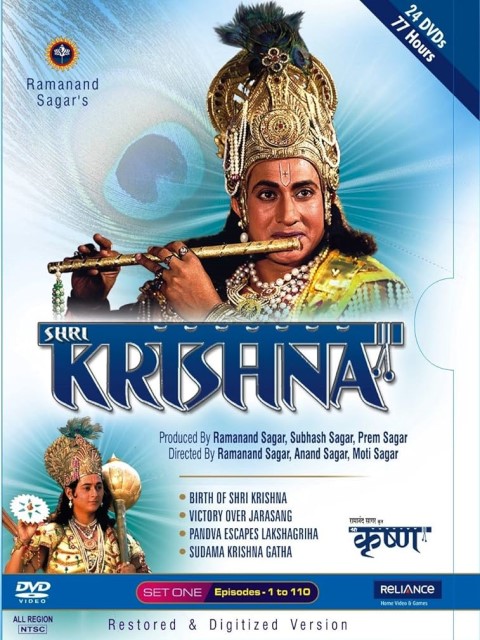 24 DVDs
77 Hours
Ramanand
Sagar's
SHRI
KRISHNA
Produced By Ramanand Sagar, Subhash Sagar, Prem Sagar
Directed By Ramanand Sagar, Anand Sagar, Moti Sagar
• BIRTH OF SHRI KRISHNA
• VICTORY OVER JARASANG
• PANDVA ESCAPES LAKSHAGRIHA
• SUDAMA KRISHNA GATHA
रामानंद सागर कृत
श्री
कृष्ण
DVD
VIDEO
SET ONE Episodes - 1 to 110
RELIANCE
Home Video & Games
ALL REGION
NTSC
Restored & Digitized Version